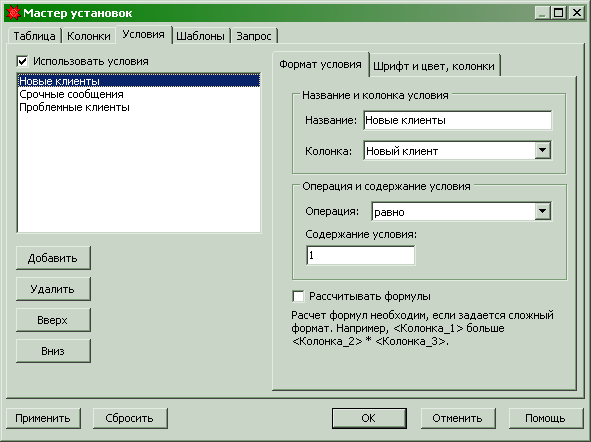 Мастер установок
Таблица Колонки Условия Шаблоны Запрос
Использовать условия
Новые клиенты
Срочные сообщения
Проблемные клиенты
Добавить
Удалить
Вверх
Вниз
Формат условия Шрифт и цвет, колонки
Название и колонка условия
Название: Новые клиенты
Колонка: Новый клиент
Операция и содержание условия
Операция: равно
Содержание условия:
1
Рассчитывать формулы
Расчет формул необходим, если задается сложный
формат. Например, <Колонка_1> больше
<Колонка_2> * <Колонка_3>.
Применить Сбросить OK Отменить Помощь